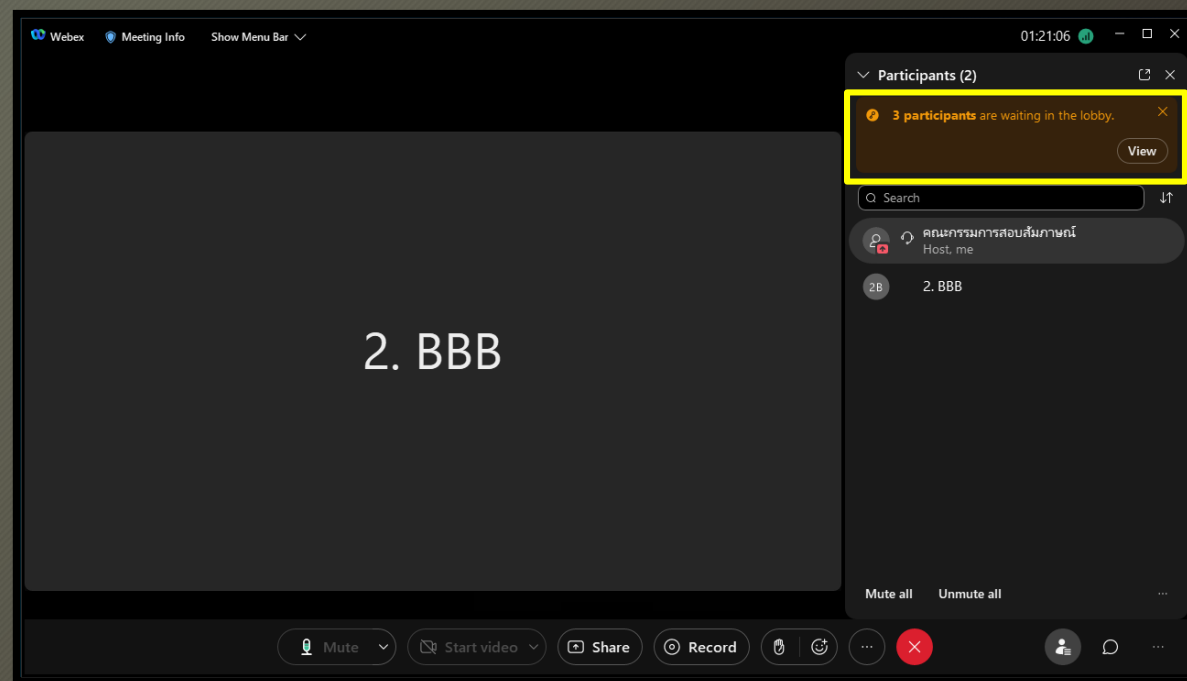 Webex Meeting Info Show Menu Bar 01:21:06
Participants (2)
3 participants are waiting in the lobby.
View
Search
คณะกรรมการสอบสัมภาษณ์
Host, me
2B 2. BBB
2. BBB
Mute all Unmute all
Mute Start video Share Record